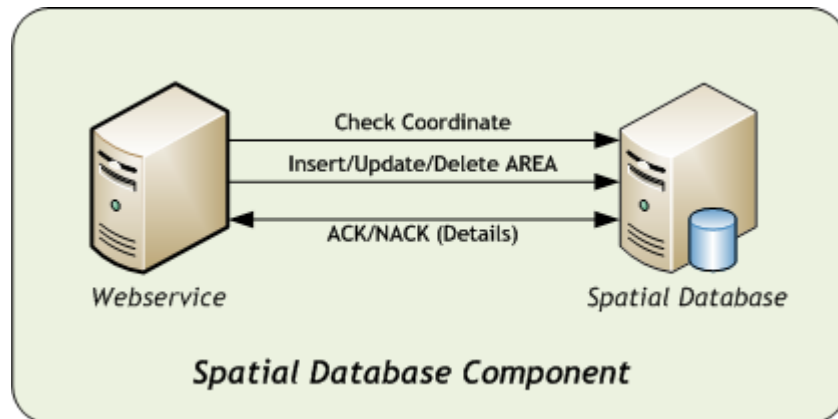 Check Coordinate
Insert/Update/Delete AREA
ACK/NACK (Details)
Webservice
Spatial Database
Spatial Database Component